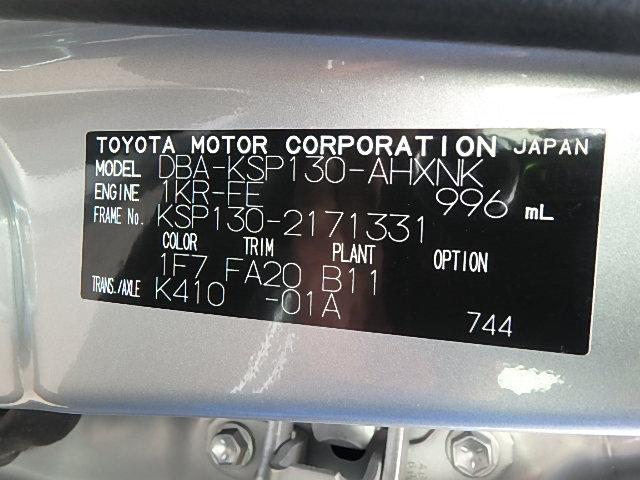 TOYOTA MOTOR CORPORATION JAPAN
MODEL DBA-KSP130-AHXNK
ENGINE 1KR-FE 996 mL
FRAME No. KSP130-2171331
COLOR TRIM PLANT OPTION
1F7 FA20 B11
TRANS./AXLE K410 -01A
744